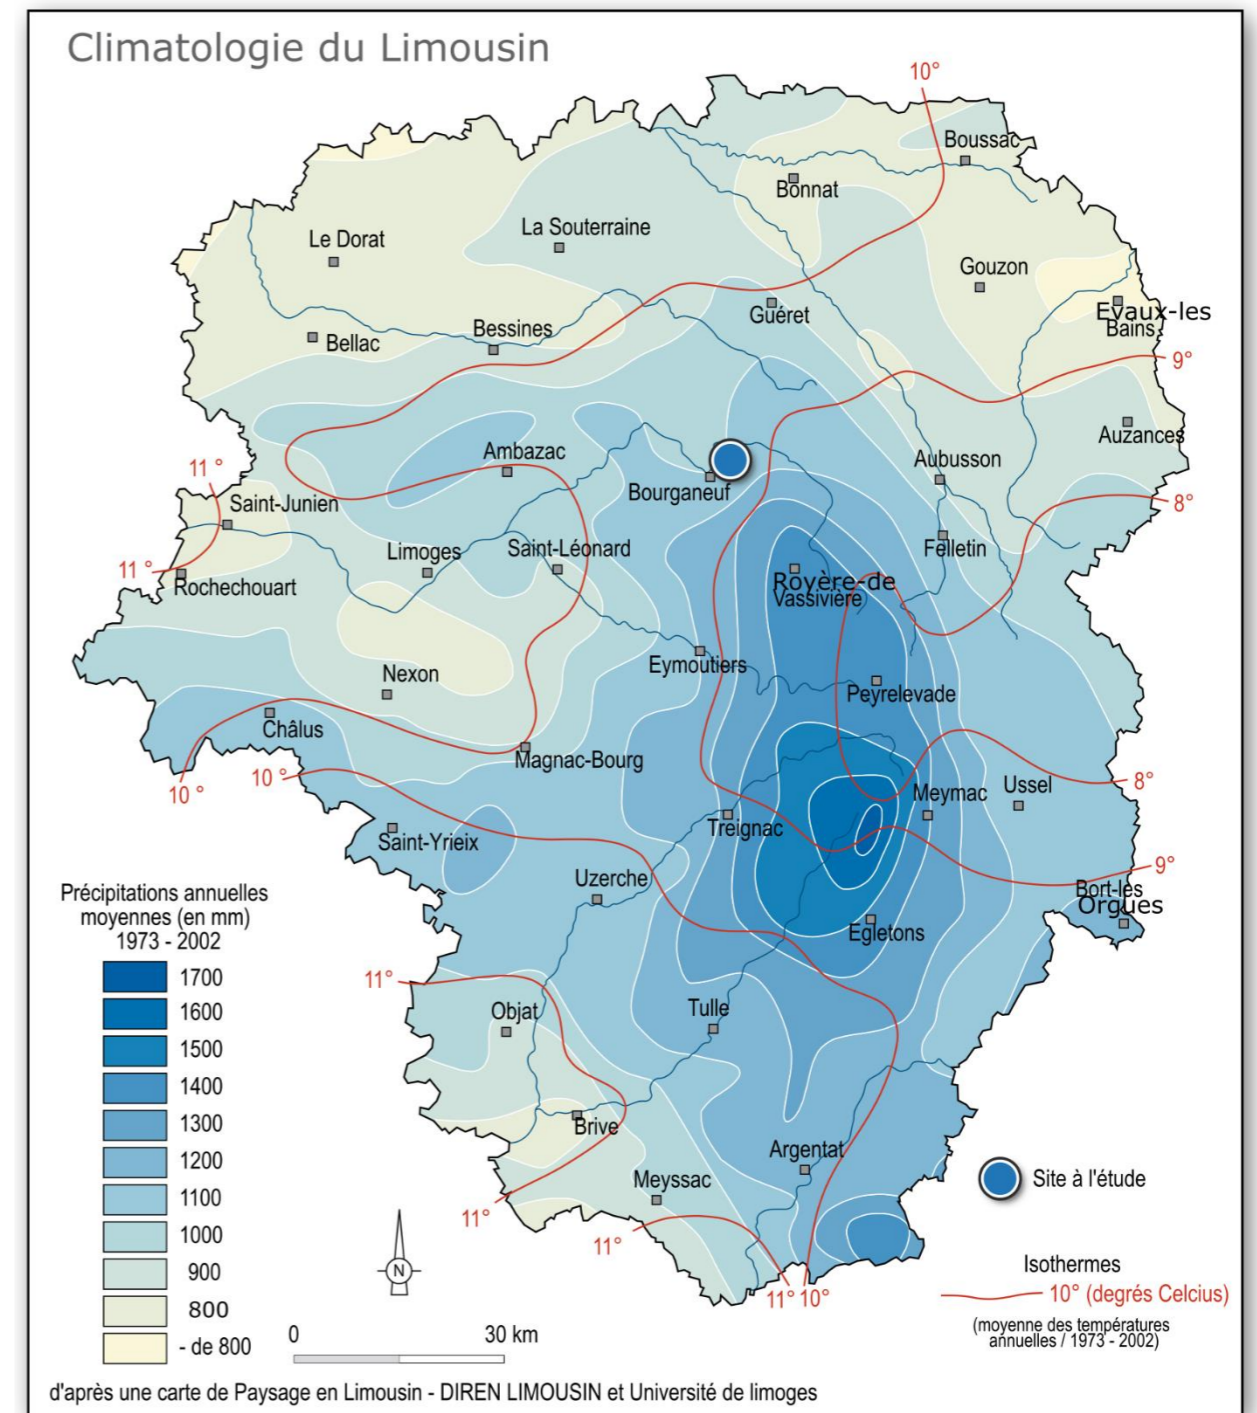 Climatologie du Limousin
10°
Boussac
Bonnat
La Souterraine
Le Dorat
Gouzon
Guéret
Evaux-les
Bains
Bessines
Bellac
9°
Auzances
Ambazac
Aubusson
11 °
Bourganeuf
8°
Saint-Junien
Limoges
Saint-Léonard
Felletin
11 °
Rochechouart
Royère-de
Vassivière
Eymoutiers
Nexon
Peyrelevade
Châlus
Magnac-Bourg
10 °
10 °
8°
Ussel
Meymac
Treignac
Saint-Yrieix
9°
Uzerche
Bort-les
Orgues
Egletons
Précipitations annuelles
moyennes (en mm)
1973 - 2002
1700
1600
1500
1400
1300
1200
1100
1000
900
800
- de 800
11°
Objat
Tulle
Brive
Argentat
Meyssac
11°
11°
11°
10°
Site à l'étude
Isothermes
10° (degrés Celcius)
(moyenne des températures
annuelles / 1973 - 2002)
N
0
30 km
d'après une carte de Paysage en Limousin - DIREN LIMOUSIN et Université de limoges